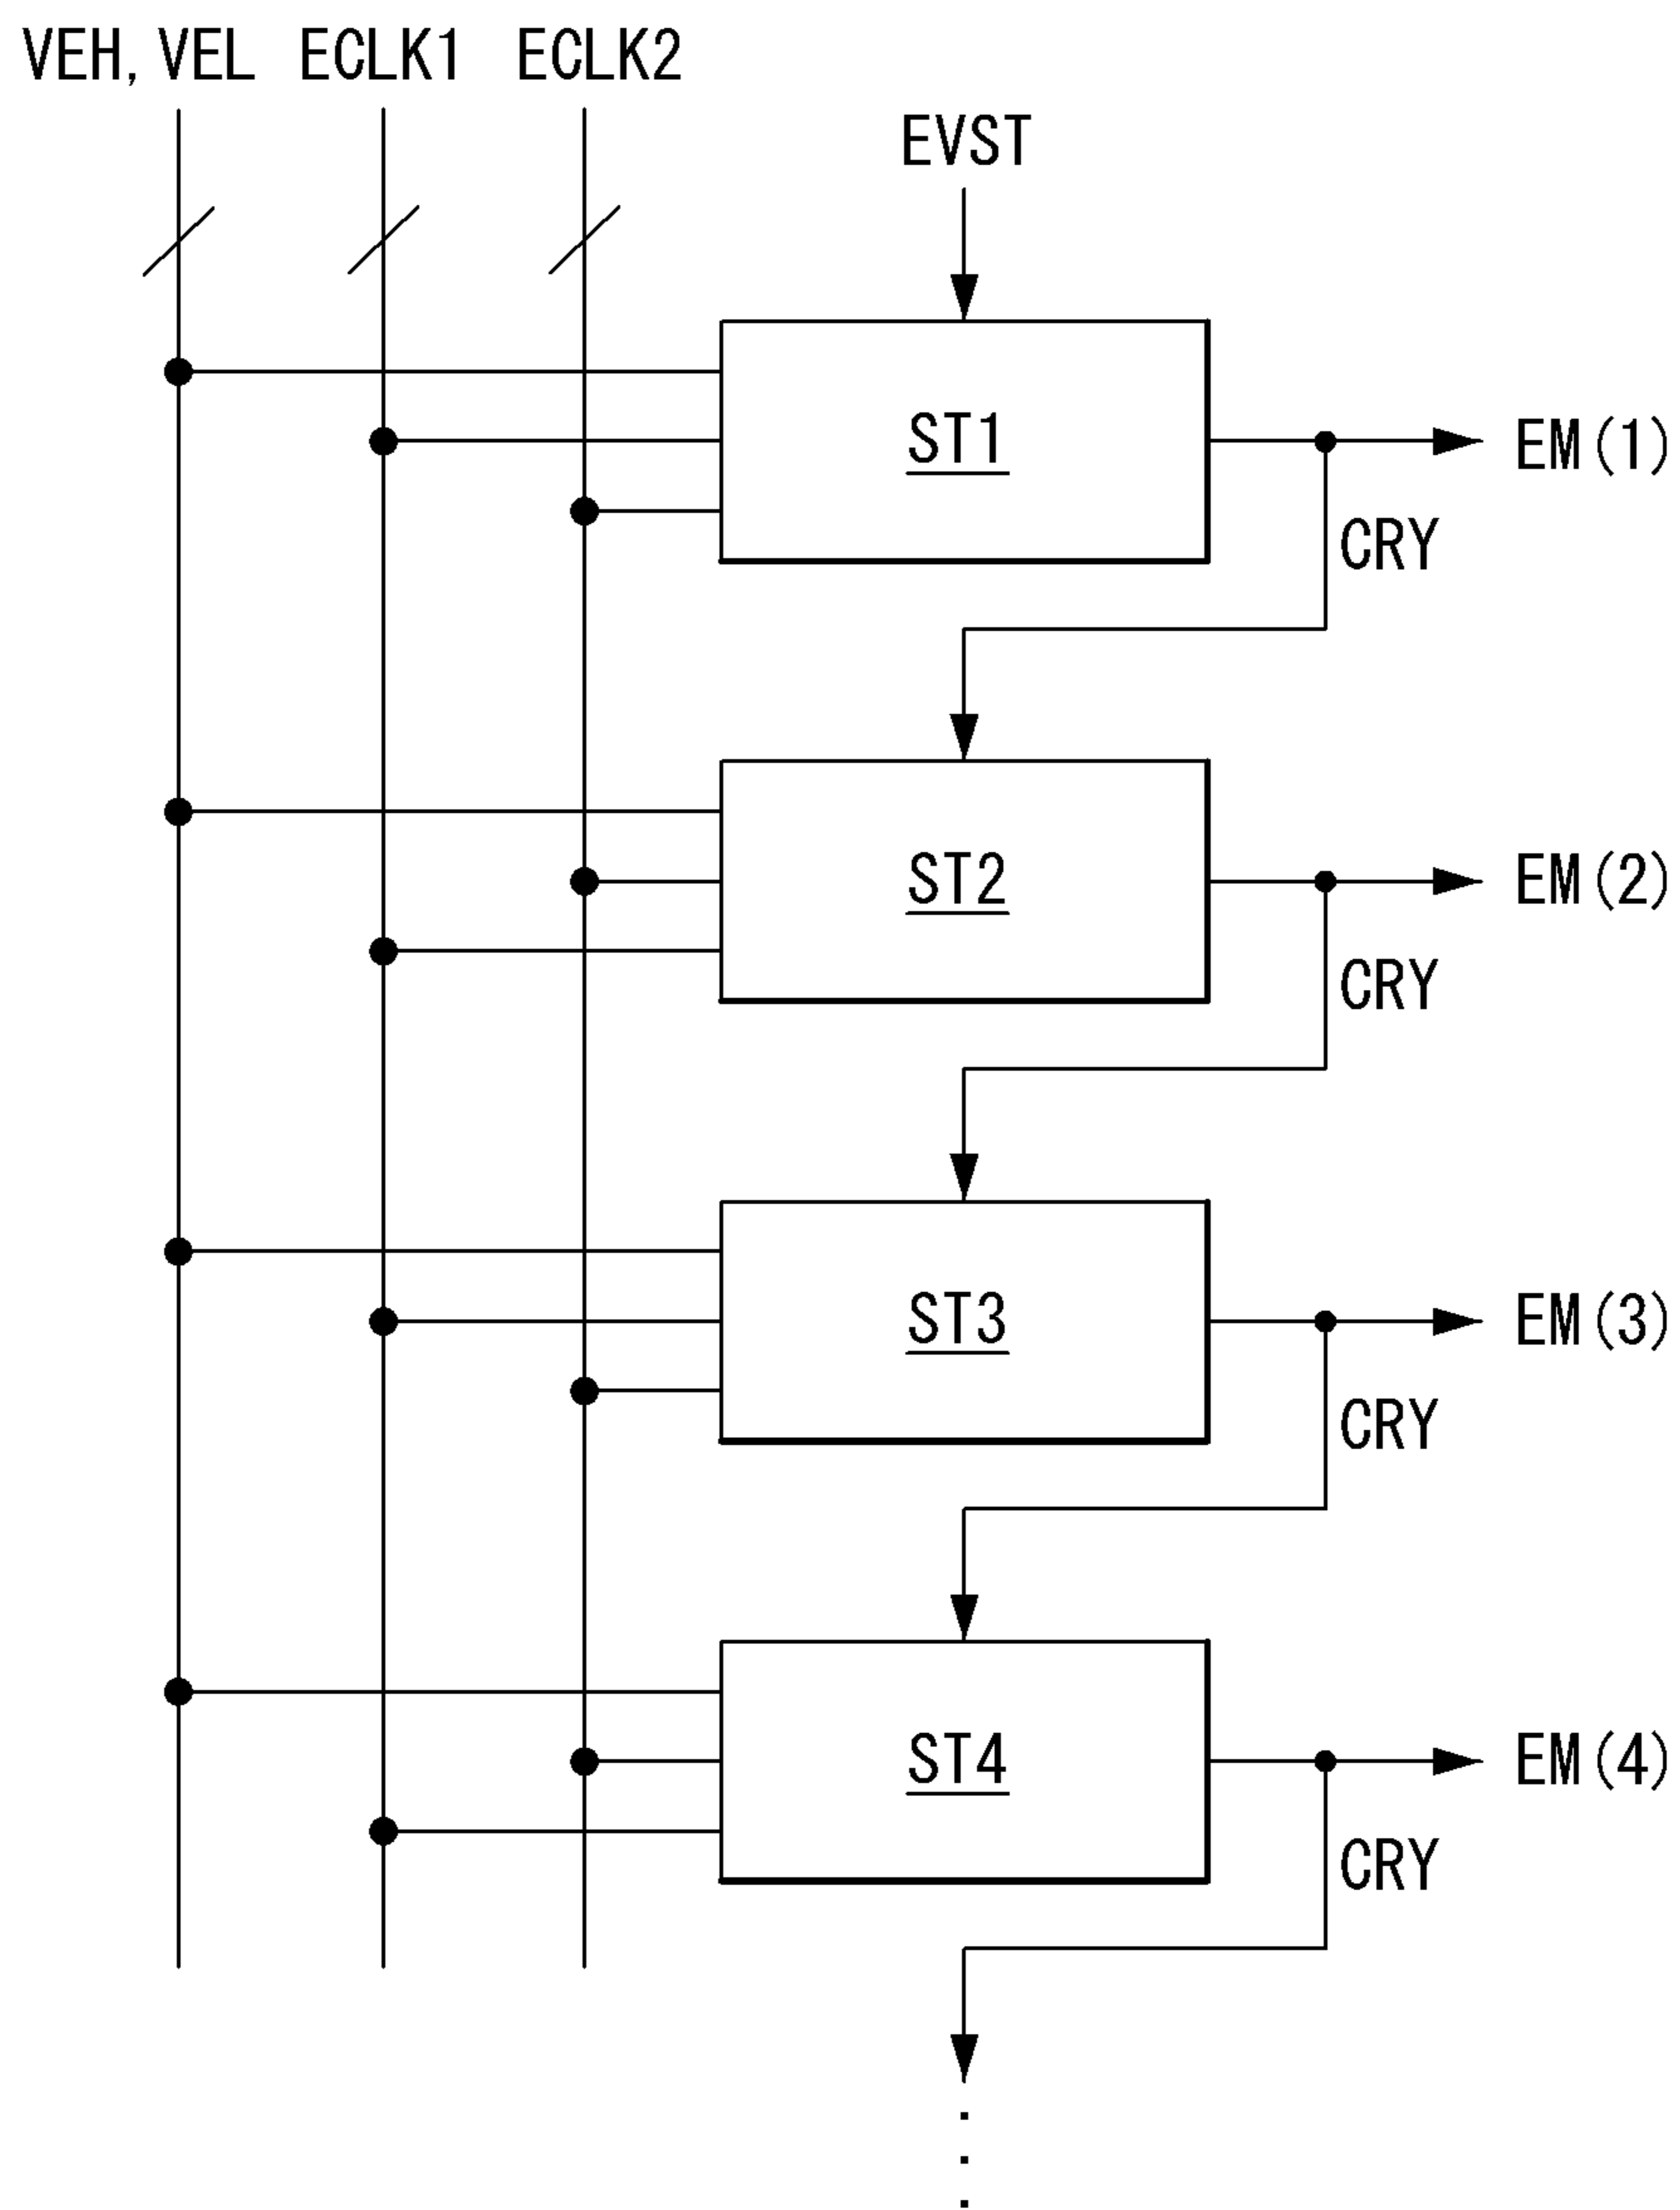 VEH, VEL ECLK1 ECLK2
EVST
ST1
EM(1)
CRY
ST2
EM(2)
CRY
ST3
EM(3)
CRY
ST4
EM(4)
CRY